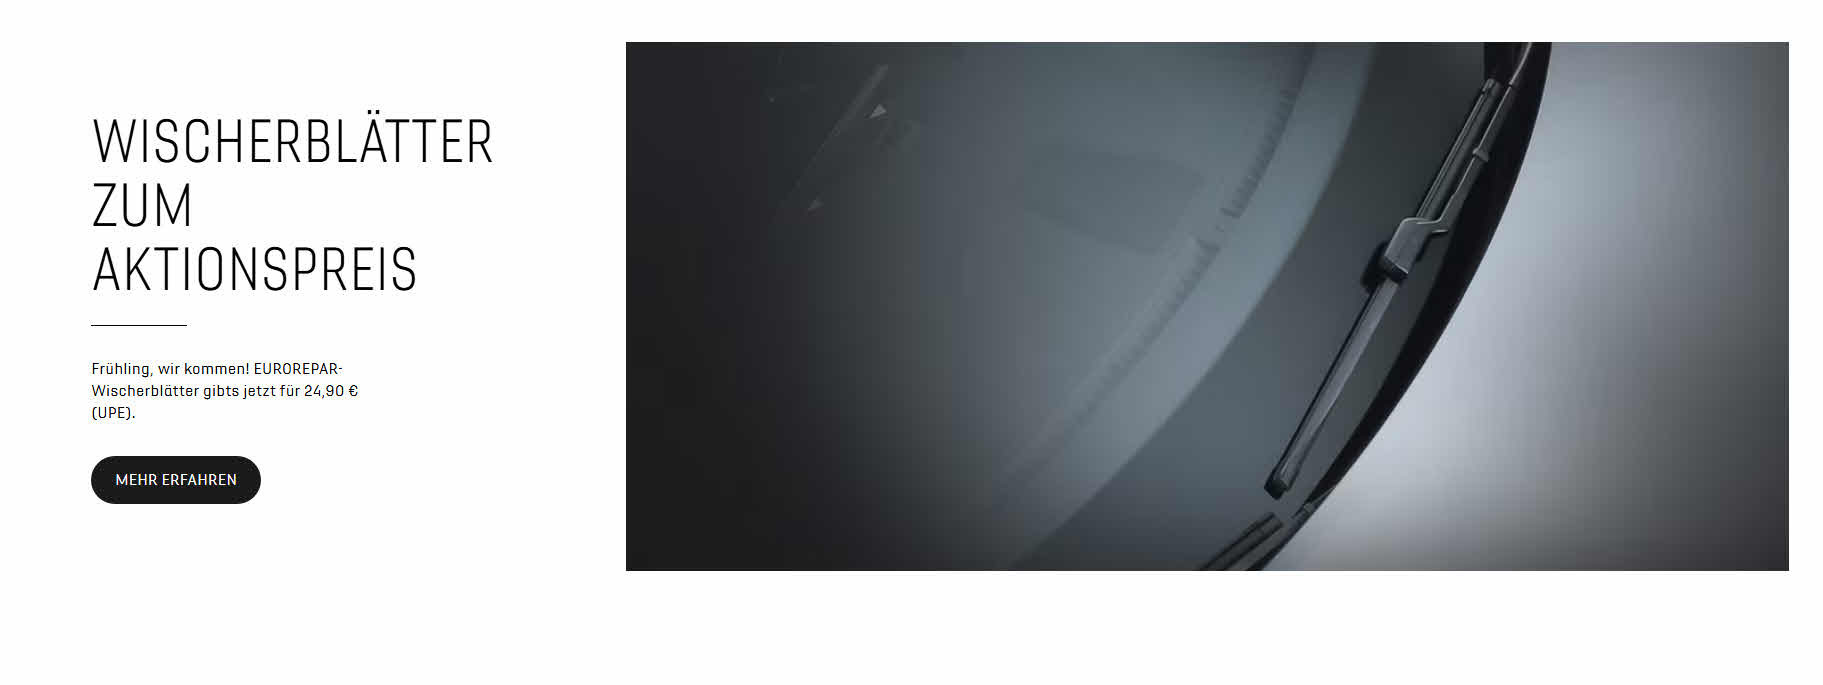 WISCHERBLÄTTER
ZUM
AKTIONSPREIS
Frühling, wir kommen! EUROREPAR-
Wischerblätter gibts jetzt für 24,90 €
(UPE).
MEHR ERFAHREN